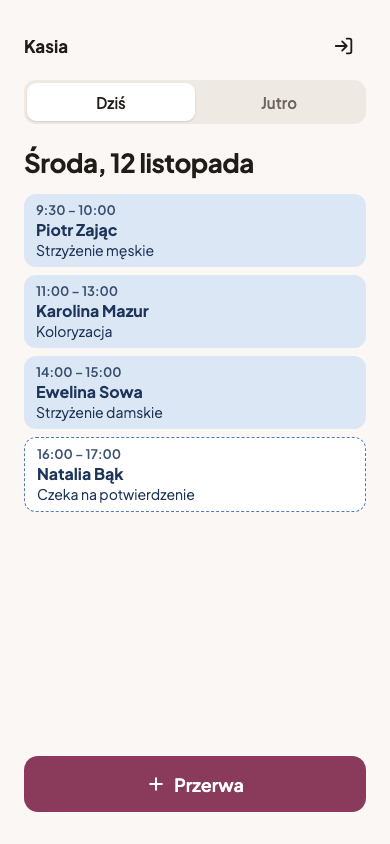 Kasia
Dziś
Jutro
Środa, 12 listopada
9:30 – 10:00
Piotr Zając
Strzyżenie męskie
11:00 – 13:00
Karolina Mazur
Koloryzacja
14:00 – 15:00
Ewelina Sowa
Strzyżenie damskie
16:00 – 17:00
Natalia Bąk
Czeka na potwierdzenie
+ Przerwa